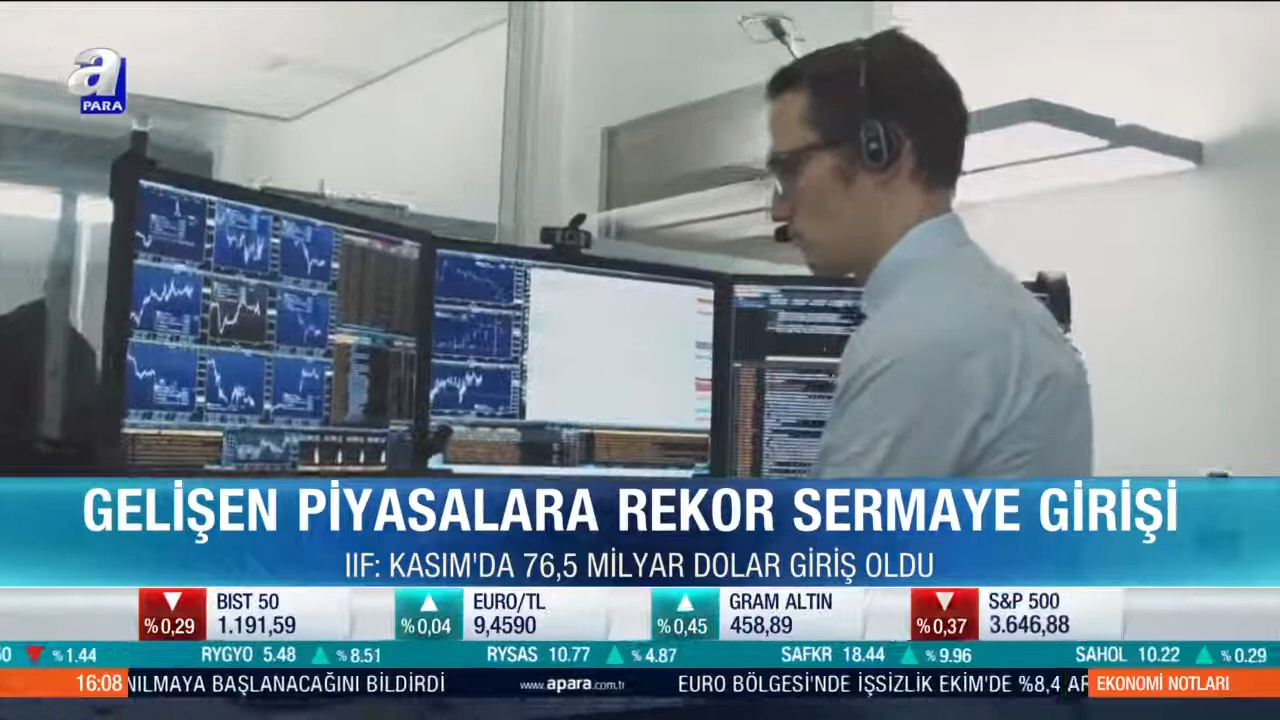 a
PARA
GELİŞEN PİYASALARA REKOR SERMAYE GİRİŞİ
IIF: KASIM'DA 76,5 MİLYAR DOLAR GİRİŞ OLDU
%0,29 BIST 50 1.191,59
%0,04 EURO/TL 9,4590
%0,45 GRAM ALTIN 458,89
%0,37 S&P 500 3.646,88
%1.44 RYGYO 5.48 %8.51 RYSAS 10.77 %4.87 SAFKR 18.44 %9.96 SAHOL 10.22 %0.29
16:08 NILMAYA BAŞLANACAĞINI BİLDİRDİ www.apara.com.tr EURO BÖLGESİ'NDE İŞSİZLİK EKİM'DE %8,4 EKONOMİ NOTLARI